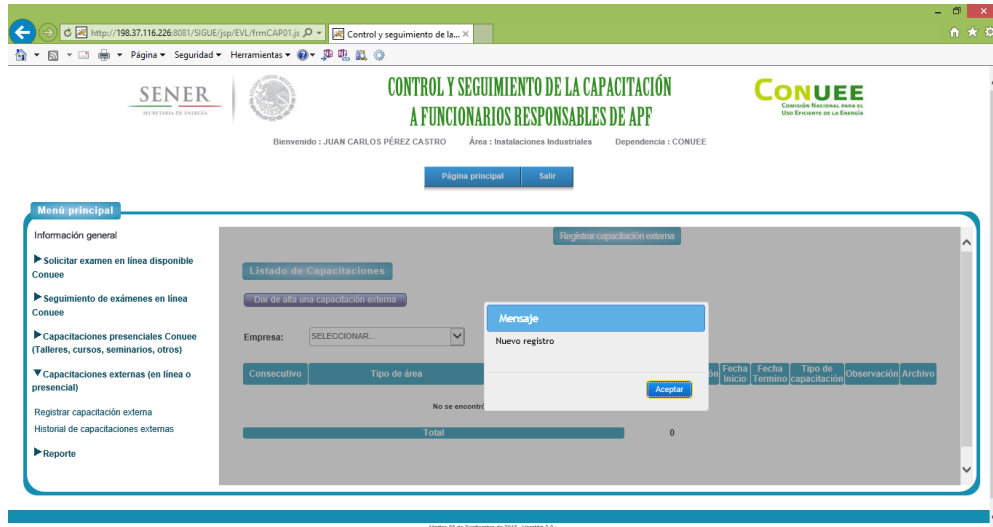 http://198.37.116.226:8081/SIGUE/jsp/EVL/frmCAP01.js
Control y seguimiento de la...
Página Seguridad Herramientas
SENER
SECRETARÍA DE ENERGÍA
CONTROL Y SEGUIMIENTO DE LA CAPACITACIÓN
A FUNCIONARIOS RESPONSABLES DE APF
CONUEE
COMISIÓN NACIONAL PARA EL
USO EFICIENTE DE LA ENERGÍA
Bienvenido : JUAN CARLOS PÉREZ CASTRO Área : Instalaciones Industriales Dependencia : CONUEE
Página principal Salir
Menú principal
Información general
Solicitar examen en línea disponible
Conuee
Seguimiento de exámenes en línea
Conuee
Capacitaciones presenciales Conuee
(Talleres, cursos, seminarios, otros)
Capacitaciones externas (en línea o
presencial)
Registrar capacitación externa
Historial de capacitaciones externas
Reporte
Registrar capacitación externa
Listado de Capacitaciones
Dar de alta una capacitación externa
Empresa: SELECCIONAR...
Mensaje
Nuevo registro
Aceptar
Consecutivo Tipo de área Fecha Inicio Fecha Termino Tipo de capacitación Observación Archivo
No se encontró
Total 0